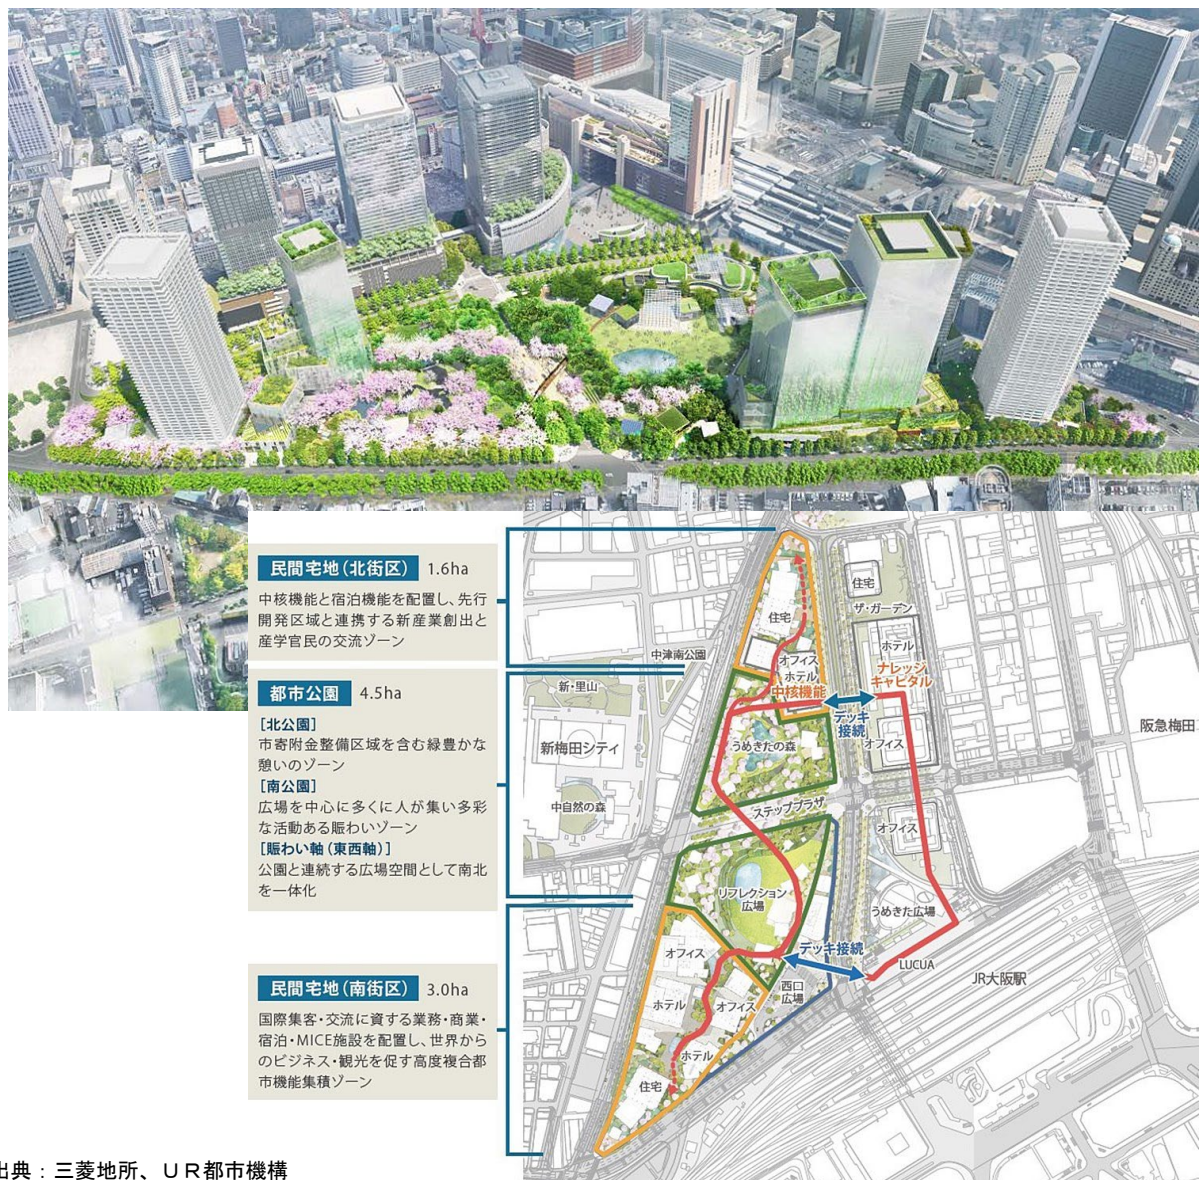 民間宅地(北街区) 1.6ha
中核機能と宿泊機能を配置し、先行
開発区域と連携する新産業創出と
産学官民の交流ゾーン
都市公園 4.5ha
[北公園]
市寄附金整備区域を含む緑豊かな
憩いのゾーン
[南公園]
広場を中心に多くに人が集い多彩
な活動ある賑わいゾーン
[賑わい軸(東西軸)]
公園と連続する広場空間として南北
を一体化
民間宅地(南街区) 3.0ha
国際集客・交流に資する業務・商業・
宿泊・MICE施設を配置し、世界から
のビジネス・観光を促す高度複合都
市機能集積ゾーン
住宅
住宅
ザ・ガーデン
ホテル
中津南公園
オフィス
ホテル
中核機能
ナレッジ
キャピタル
新・里山
デッキ
接続
オフィス
新梅田シティ
うめきたの森
阪急梅田
中自然の森
ステッププラザ
オフィス
リフレクション
広場
うめきた広場
オフィス
デッキ接続
LUCUA
JR大阪駅
西口
広場
ホテル
オフィス
ホテル
住宅
出典：三菱地所、ＵＲ都市機構